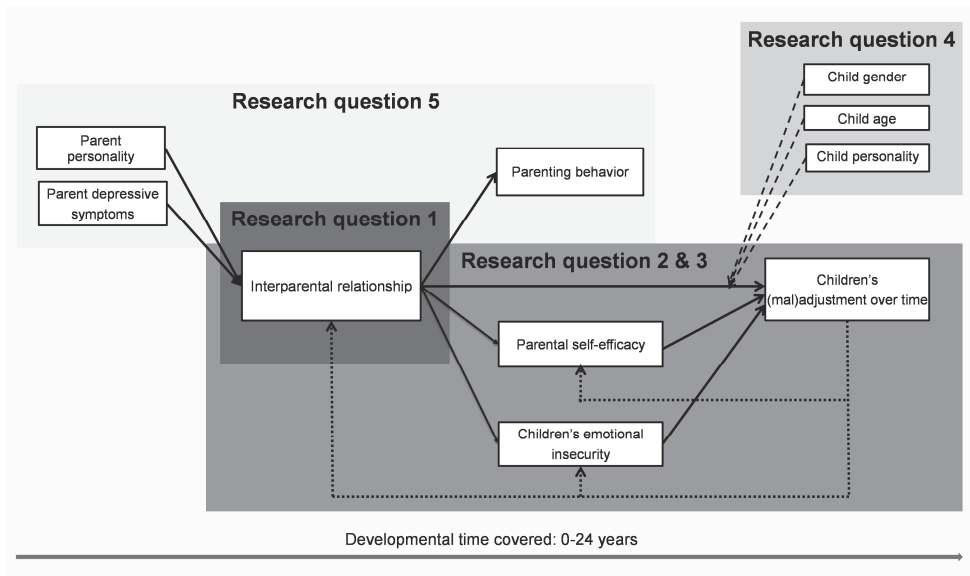 Research question 4
Child gender
Child age
Child personality
Research question 5
Parent
personality
Parent depressive
symptoms
Parenting behavior
Research question 1
Interparental relationship
Research question 2 & 3
Children's
(mal)adjustment over time
Parental self-efficacy
Children's emotional
insecurity
Developmental time covered: 0-24 years